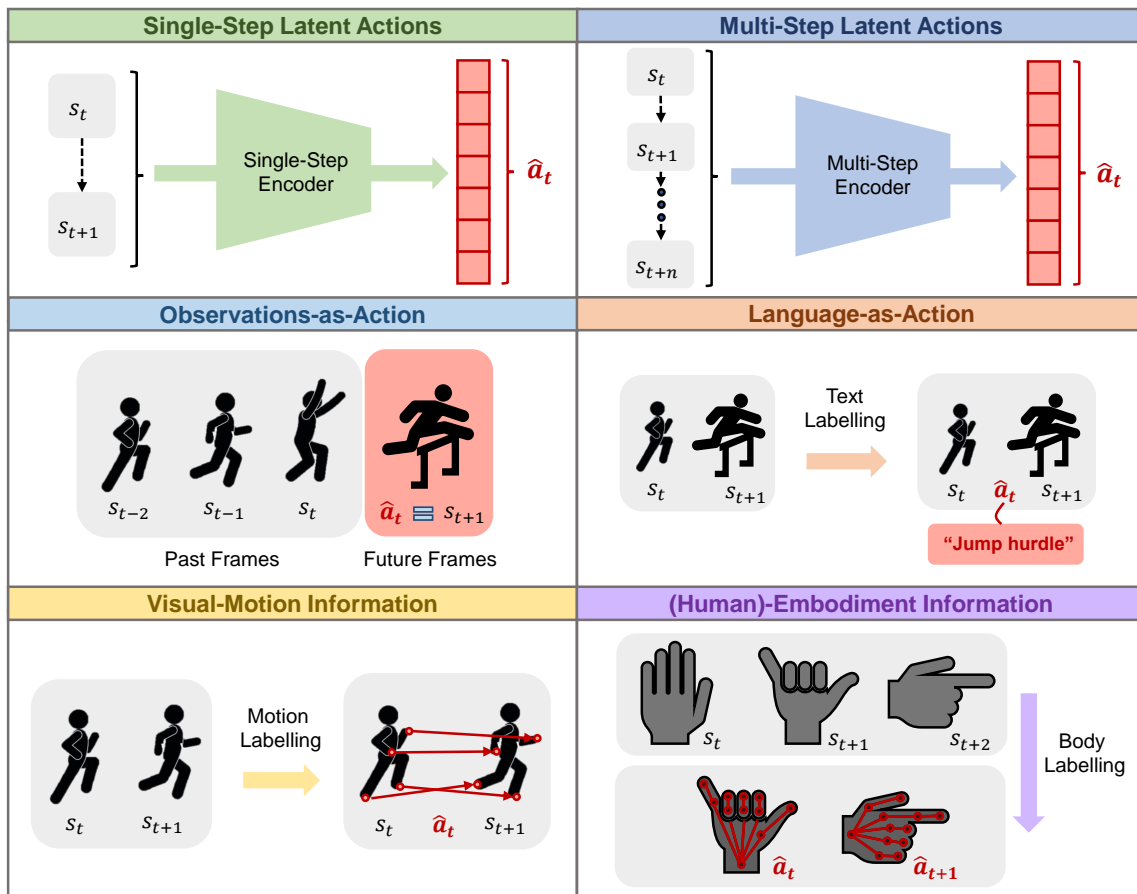 Single-Step Latent Actions
s_t
s_{t+1}
Single-Step
Encoder
â_t
Multi-Step Latent Actions
s_t
s_{t+1}
s_{t+n}
Multi-Step
Encoder
â_t
Observations-as-Action
s_{t−2}
s_{t−1}
s_t
â_t = s_{t+1}
Past Frames
Future Frames
Language-as-Action
s_t
s_{t+1}
Text
Labelling
s_t
â_t
s_{t+1}
“Jump hurdle”
Visual-Motion Information
s_t
s_{t+1}
Motion
Labelling
s_t
â_t
s_{t+1}
(Human)-Embodiment Information
s_t
s_{t+1}
s_{t+2}
Body
Labelling
â_t
â_{t+1}